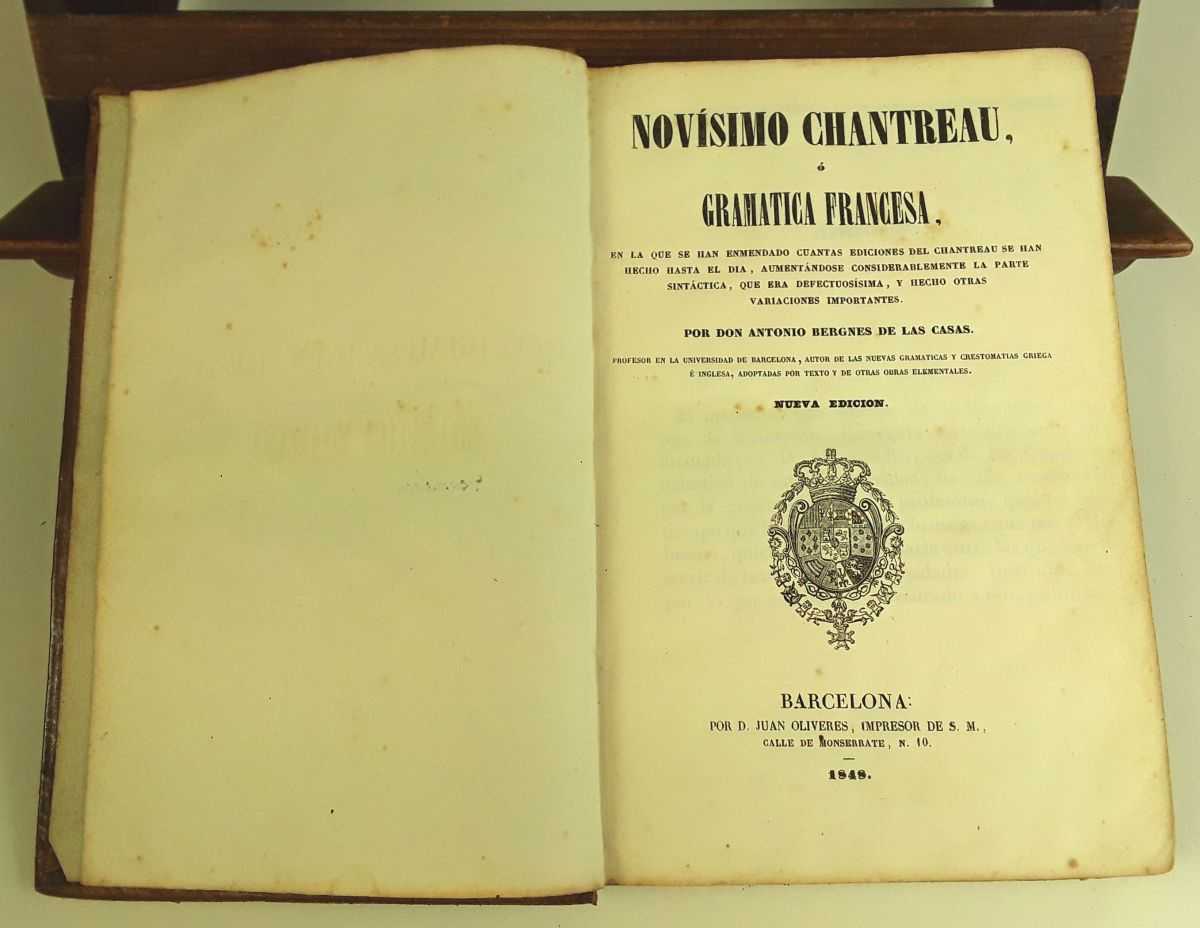 NOVÍSIMO CHANTREAU,
ó
GRAMATICA FRANCESA,
EN LA QUE SE HAN ENMENDADO CUANTAS EDICIONES DEL CHANTREAU SE HAN
HECHO HASTA EL DIA, AUMENTÁNDOSE CONSIDERABLEMENTE LA PARTE
SINTÁCTICA, QUE ERA DEFECTUOSÍSIMA, Y HECHO OTRAS
VARIACIONES IMPORTANTES.
POR DON ANTONIO BERGNES DE LAS CASAS.
PROFESOR EN LA UNIVERSIDAD DE BARCELONA, AUTOR DE LAS NUEVAS GRAMATICAS Y CRESTOMATIAS GRIEGA
É INGLESA, ADOPTADAS POR TEXTO Y DE OTRAS OBRAS ELEMENTALES.
NUEVA EDICION.
BARCELONA:
POR D. JUAN OLIVERES, IMPRESOR DE S. M.,
CALLE DE MONSERRATE, N. 10.
1848.